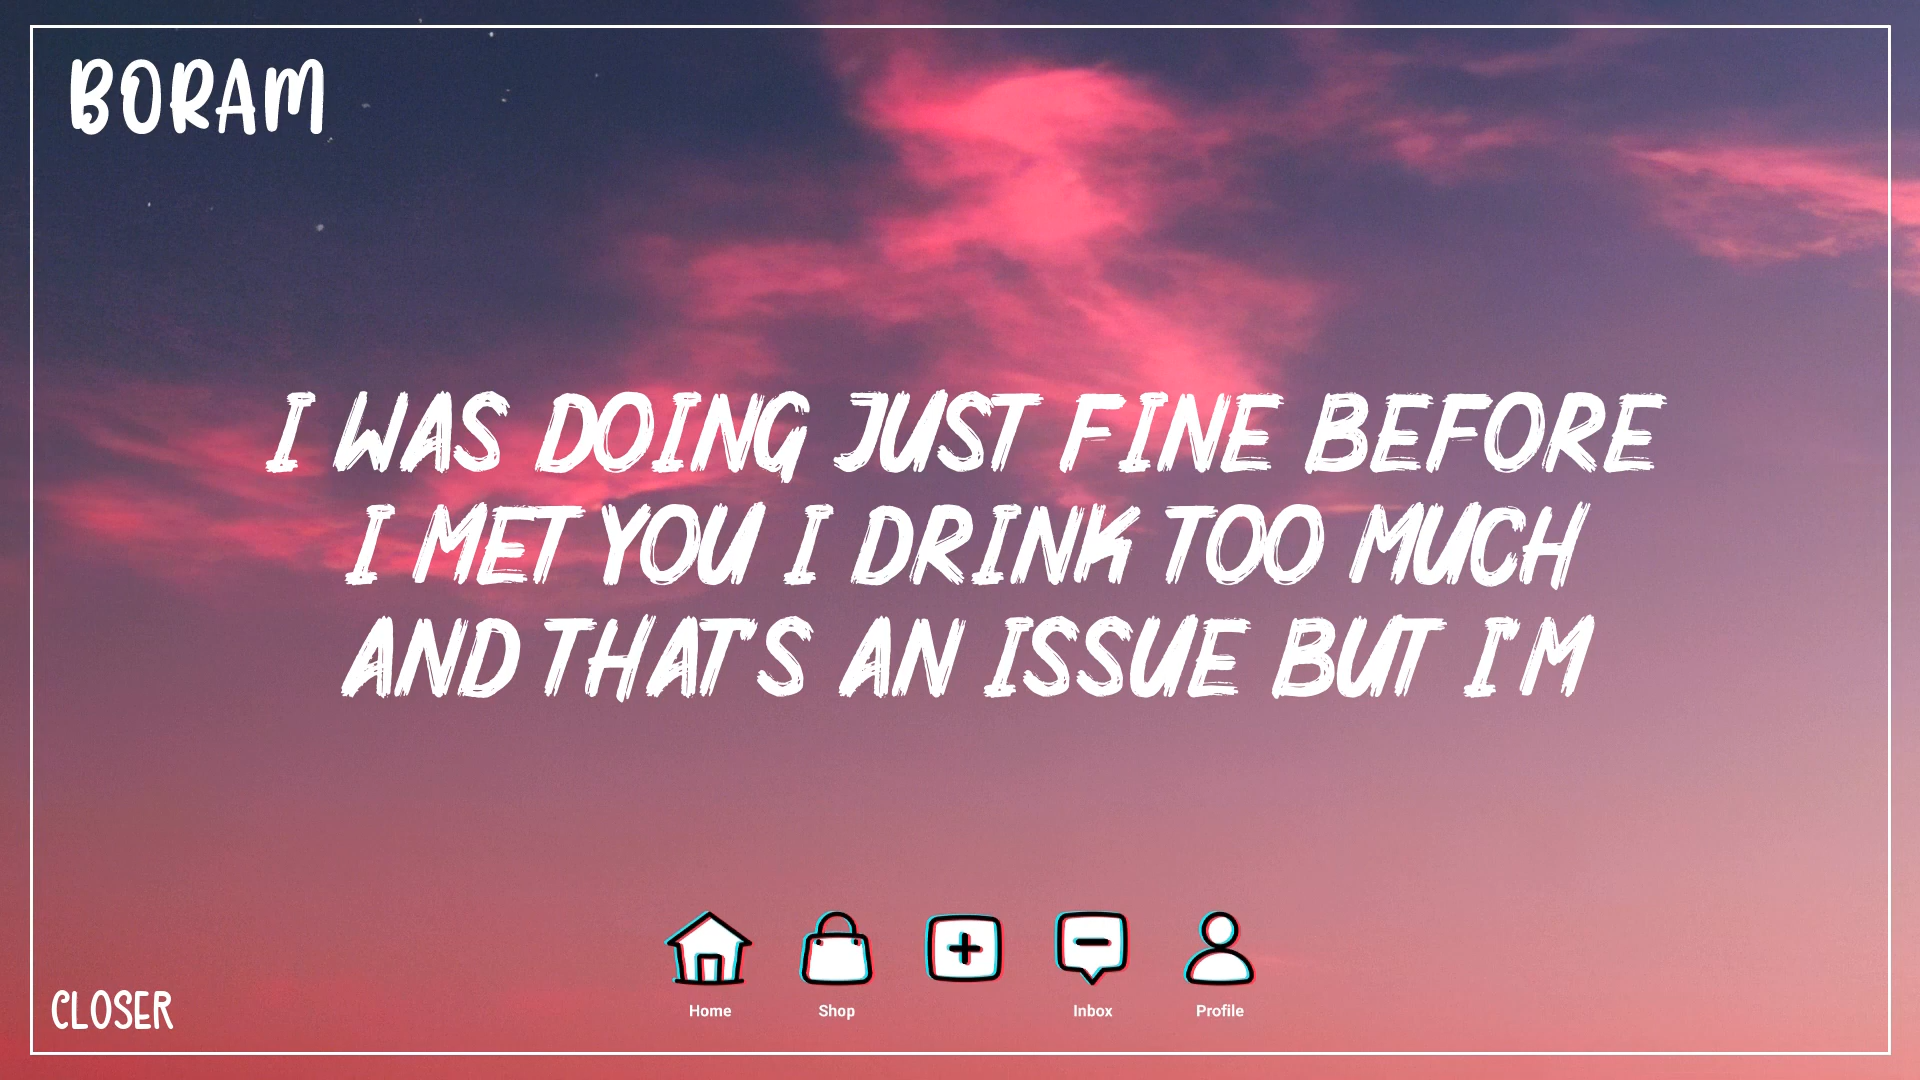 BORAM
I WAS DOING JUST FINE BEFORE
I MET YOU I DRINK TOO MUCH
AND THAT'S AN ISSUE BUT I'M
Home
Shop
Inbox
Profile
CLOSER